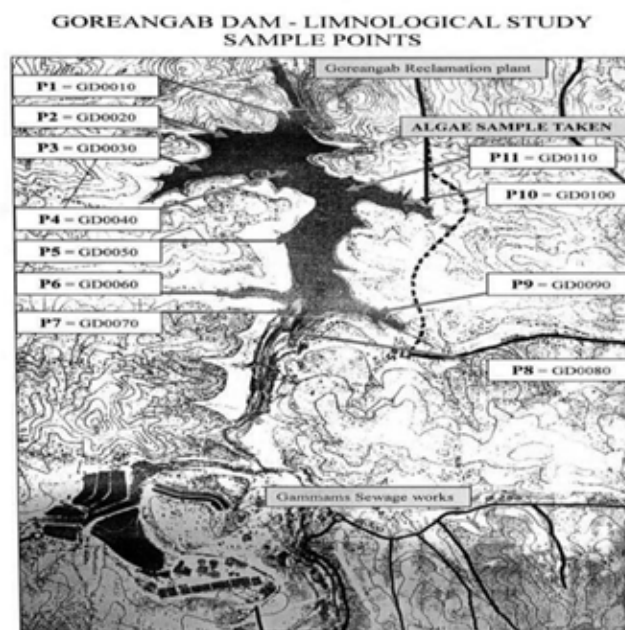 GOREANGAB DAM - LIMNOLOGICAL STUDY
SAMPLE POINTS
Goreangab Reclamation plant
P1 = GD0010
P2 = GD0020
ALGAE SAMPLE TAKEN
P3 = GD0030
P11 = GD0110
P10 = GD0100
P4 = GD0040
P5 = GD0050
P6 = GD0060
P9 = GD0090
P7 = GD0070
P8 = GD0080
Gammams Sewage works